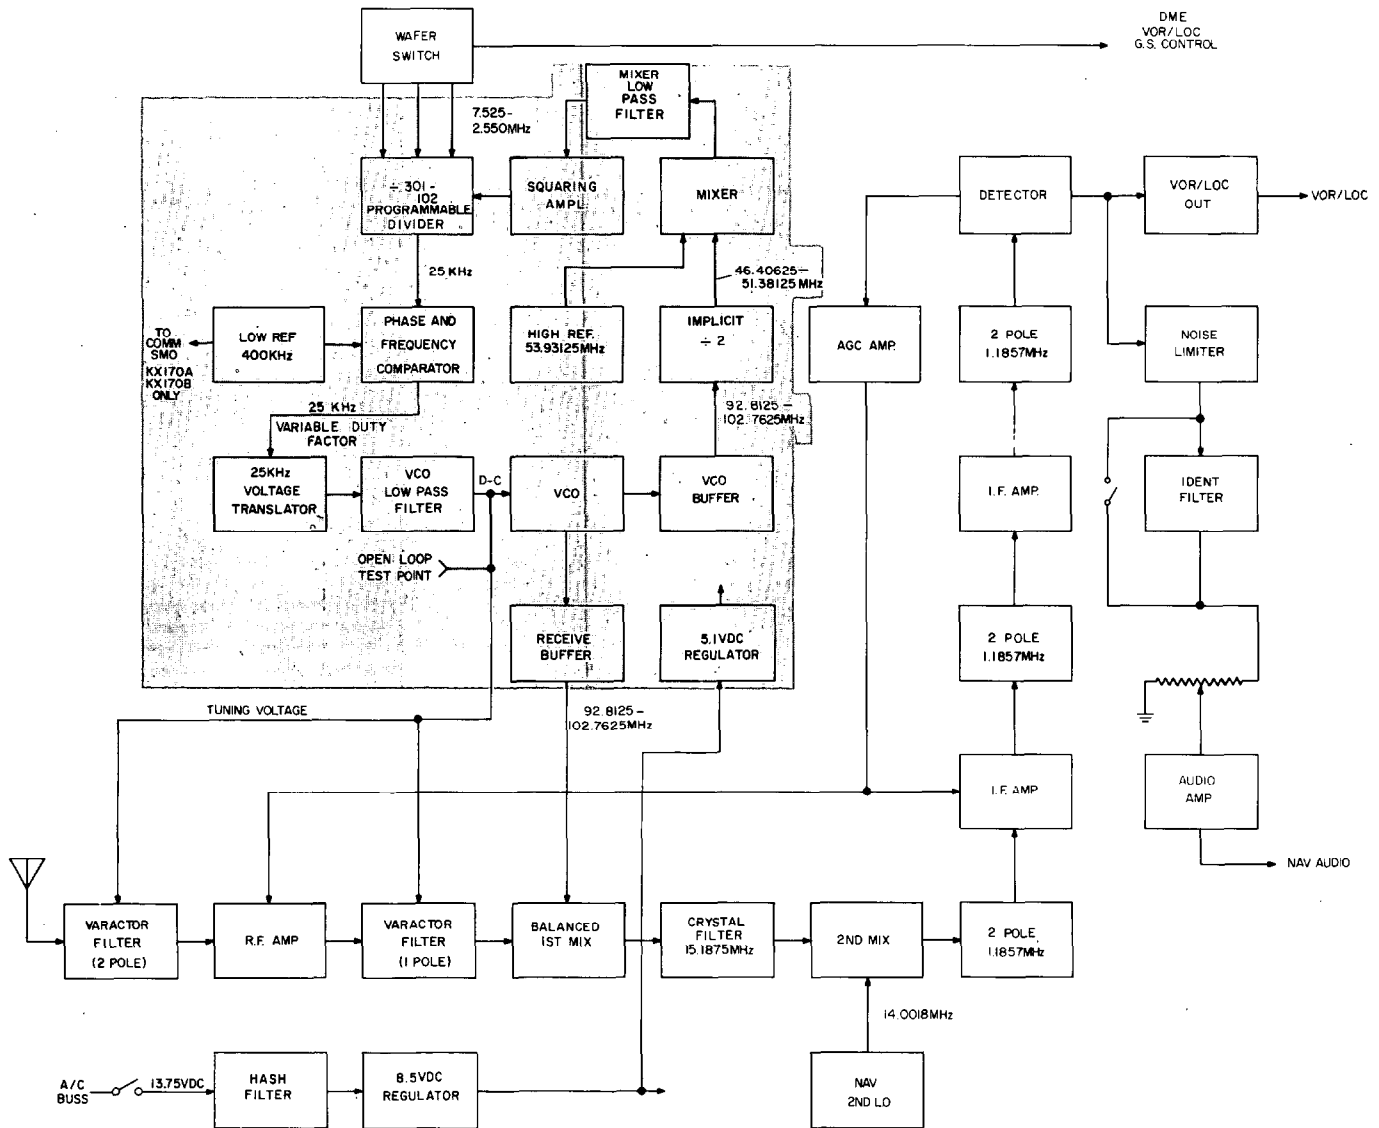 WAFER
SWITCH
DME
VOR/LOC
G.S. CONTROL
MIXER
LOW
PASS
FILTER
7.525-
2.550MHz
÷ 301 -
102
PROGRAMMABLE
DIVIDER
SQUARING
AMPL.
MIXER
DETECTOR
VOR/LOC
OUT
VOR/LOC
25 KHz
46.40625-
51.38125 MHz
TO
COMM
SMO
KX170A
KX170B
ONLY
LOW REF
400KHz
PHASE AND
FREQUENCY
COMPARATOR
HIGH REF.
53.93125MHz
IMPLICIT
÷ 2
AGC AMP.
2 POLE
1.1857MHz
NOISE
LIMITER
25 KHz
VARIABLE DUTY
FACTOR
92.8125-
102.7625MHz
25KHz
VOLTAGE
TRANSLATOR
VCO
LOW PASS
FILTER
D-C
VCO
VCO
BUFFER
I.F. AMP.
IDENT
FILTER
OPEN LOOP
TEST POINT
RECEIVE
BUFFER
5.1VDC
REGULATOR
2 POLE
1.1857MHz
TUNING VOLTAGE
92.8125-
102.7625MHz
I.F. AMP
AUDIO
AMP
NAV AUDIO
VARACTOR
FILTER
(2 POLE)
R.F. AMP
VARACTOR
FILTER
(1 POLE)
BALANCED
1ST MIX
CRYSTAL
FILTER
15.1875MHz
2ND MIX
2 POLE
1.1857MHz
14.0018MHz
A/C
BUSS
13.75VDC
HASH
FILTER
8.5VDC
REGULATOR
NAV
2ND LO